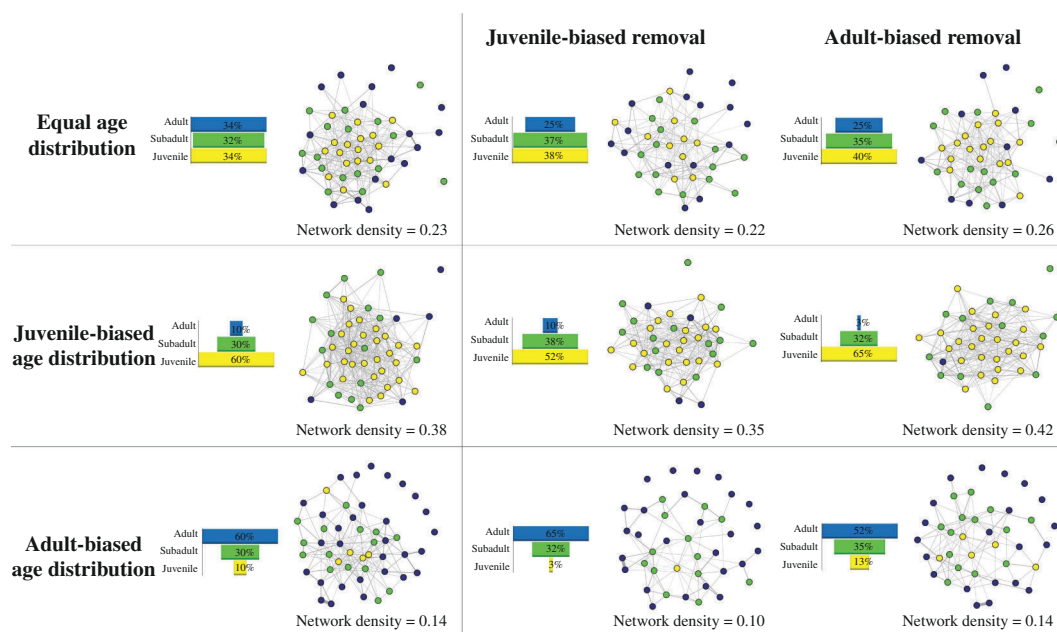 Juvenile-biased removal
Adult-biased removal
Equal age
distribution
Adult
34%
Subadult
32%
Juvenile
34%
Network density = 0.23
Adult
25%
Subadult
37%
Juvenile
38%
Network density = 0.22
Adult
25%
Subadult
35%
Juvenile
40%
Network density = 0.26
Juvenile-biased
age distribution
Adult
10%
Subadult
30%
Juvenile
60%
Network density = 0.38
Adult
10%
Subadult
38%
Juvenile
52%
Network density = 0.35
Adult
3%
Subadult
32%
Juvenile
65%
Network density = 0.42
Adult-biased
age distribution
Adult
60%
Subadult
30%
Juvenile
10%
Network density = 0.14
Adult
65%
Subadult
32%
Juvenile
3%
Network density = 0.10
Adult
52%
Subadult
35%
Juvenile
13%
Network density = 0.14